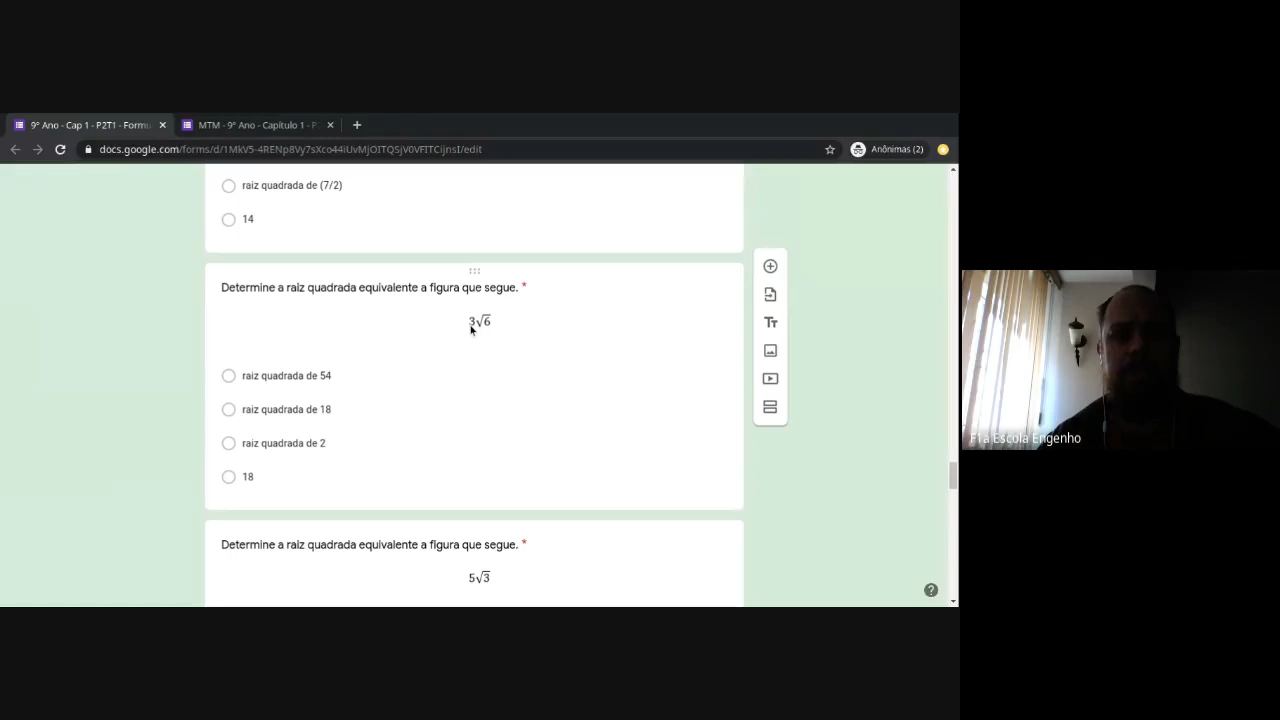 9º Ano - Cap 1 - P2T1 - Formu
MTM - 9º Ano - Capítulo 1 - P
docs.google.com/forms/d/1MkV5-4RENp8Vy7sXco44iUvMjOITQSjV0VFITCijnsI/edit
Anônimas (2)
raiz quadrada de (7/2)
14
Determine a raiz quadrada equivalente a figura que segue. *
3√6
raiz quadrada de 54
raiz quadrada de 18
raiz quadrada de 2
18
Determine a raiz quadrada equivalente a figura que segue. *
5√3
F1a Escola Engenho